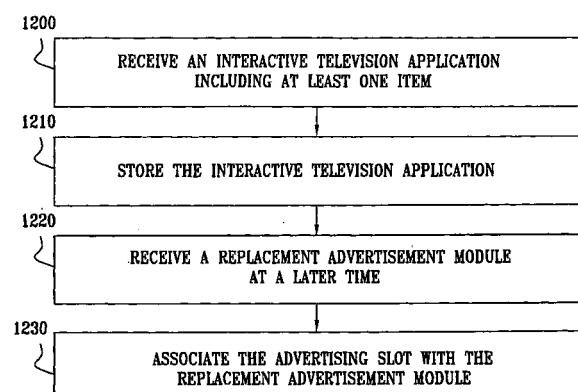 1200
RECEIVE AN INTERACTIVE TELEVISION APPLICATION
INCLUDING AT LEAST ONE ITEM
1210
STORE THE INTERACTIVE TELEVISION APPLICATION
1220
RECEIVE A REPLACEMENT ADVERTISEMENT MODULE
AT A LATER TIME
1230
ASSOCIATE THE ADVERTISING SLOT WITH THE
REPLACEMENT ADVERTISEMENT MODULE